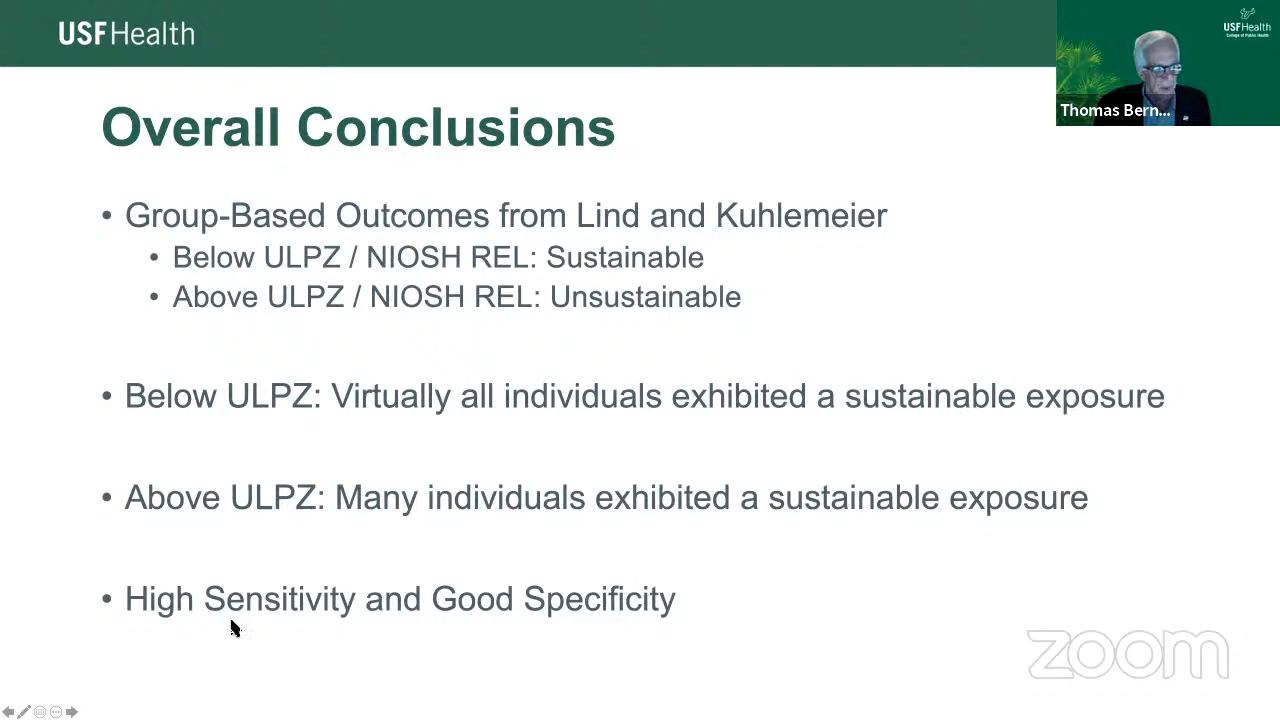 USF Health
USF Health
College of Public Health
Thomas Bern...
Overall Conclusions
• Group-Based Outcomes from Lind and Kuhlemeier
• Below ULPZ / NIOSH REL: Sustainable
• Above ULPZ / NIOSH REL: Unsustainable
• Below ULPZ: Virtually all individuals exhibited a sustainable exposure
• Above ULPZ: Many individuals exhibited a sustainable exposure
• High Sensitivity and Good Specificity
zoom